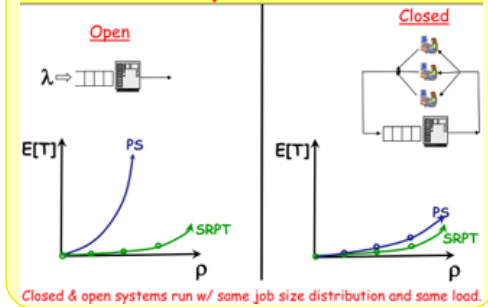 Open
λ
E[T]
PS
SRPT
ρ
Closed
E[T]
PS
SRPT
ρ
Closed & open systems run w/ same job size distribution and same load.